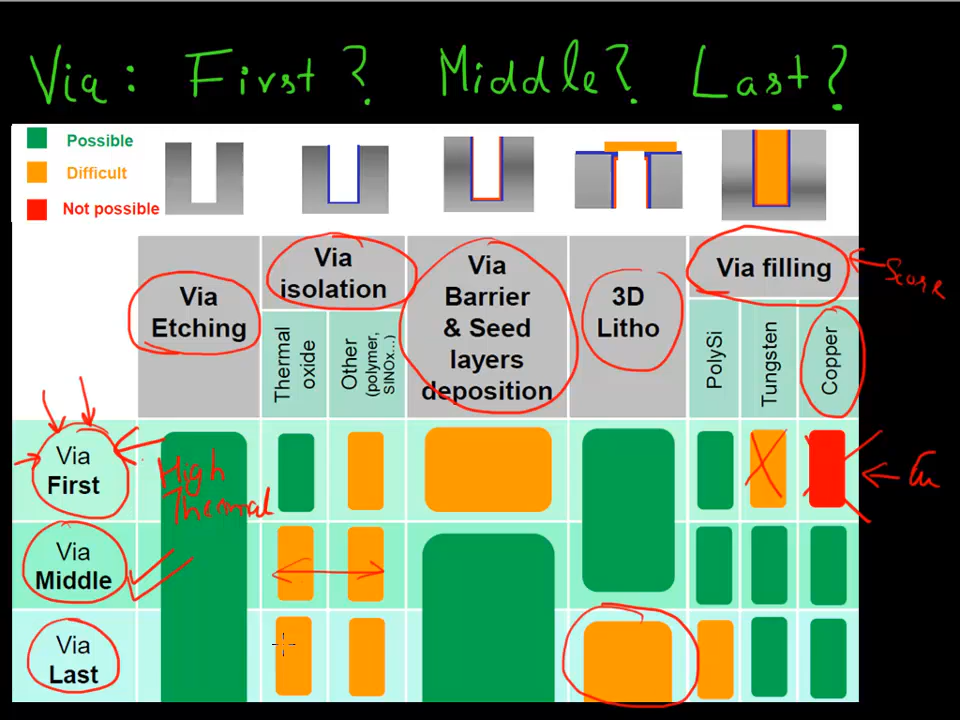 Via : First ? Middle ? Last ?
Possible
Difficult
Not possible
Via
Etching
Via
isolation
Via
Barrier
& Seed
layers
deposition
3D
Litho
Via filling
Thermal
oxide
Other
(polymer,
SiNOx...)
PolySi
Tungsten
Copper
Via
First
High
Thermal
Cu
Via
Middle
Via
Last